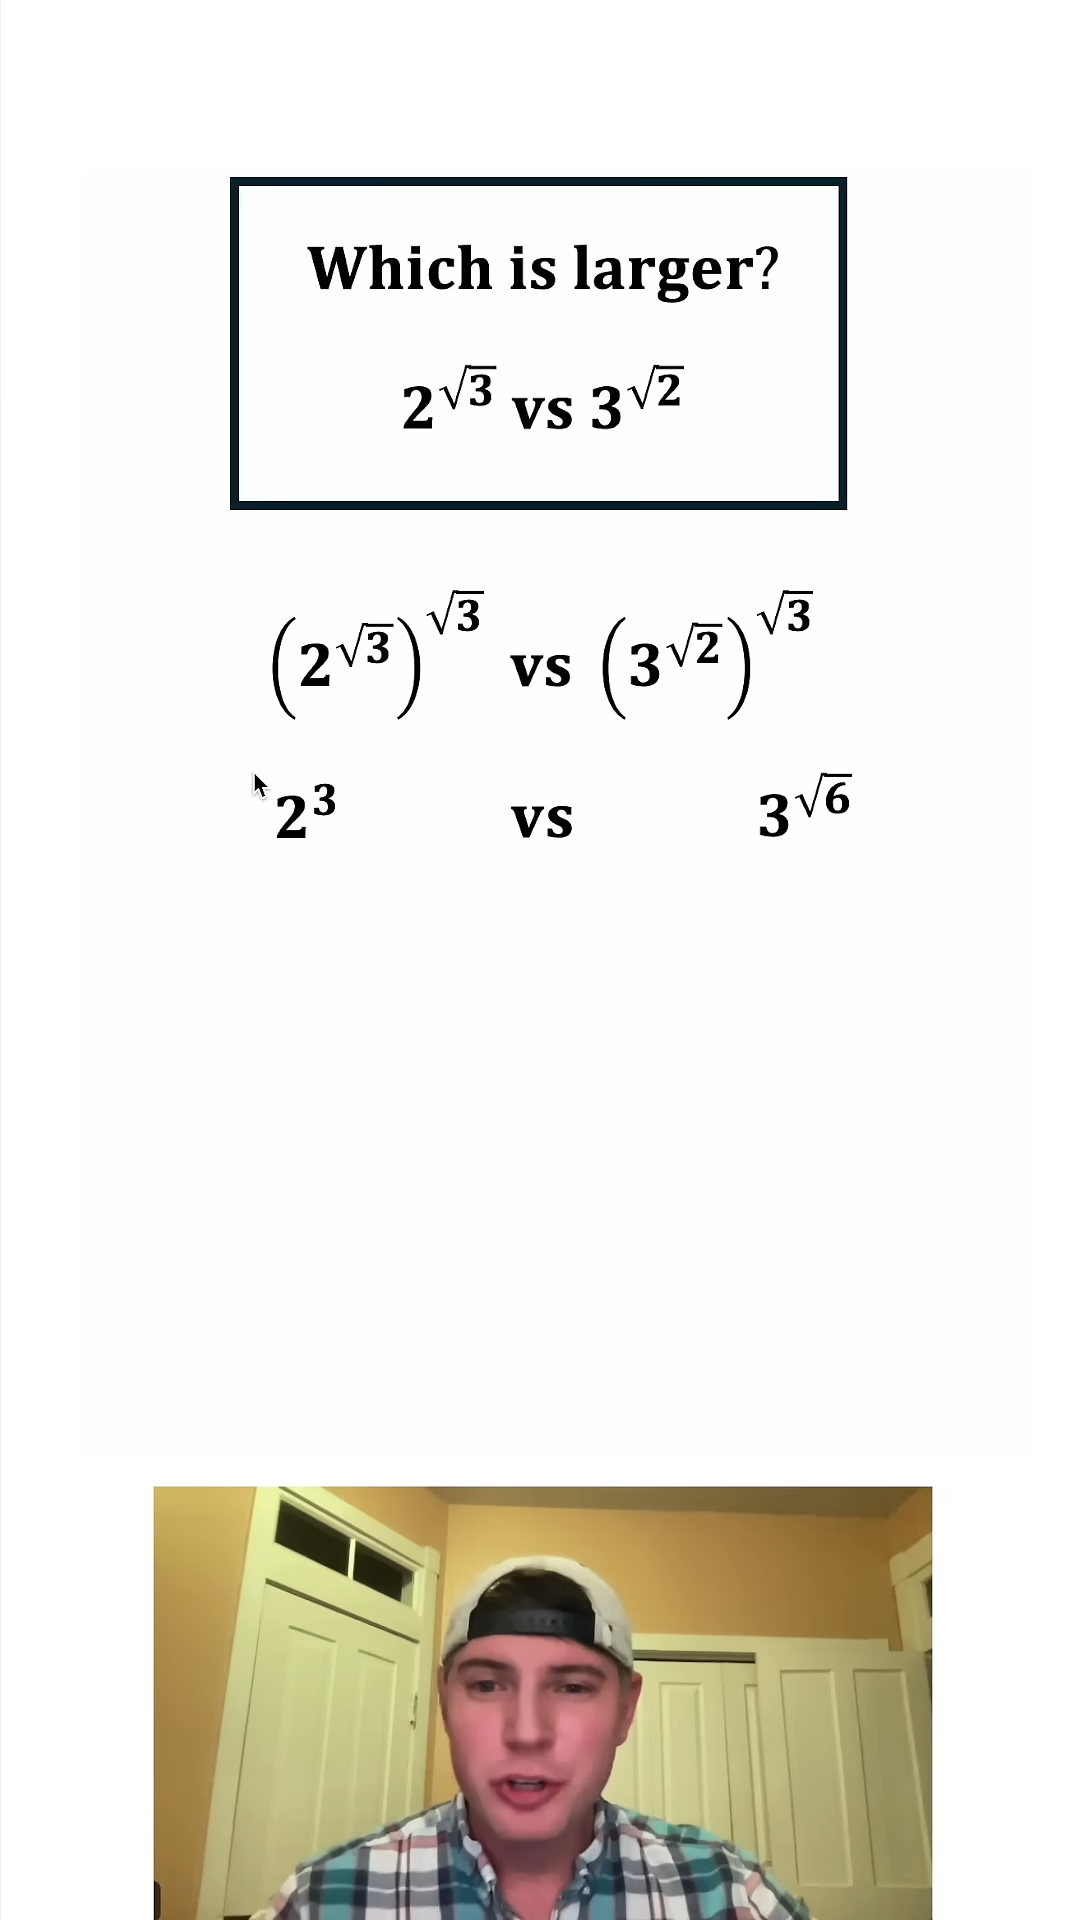 Which is larger?
2^√3 vs 3^√2
(2^√3)^√3 vs (3^√2)^√3
2^3 vs 3^√6